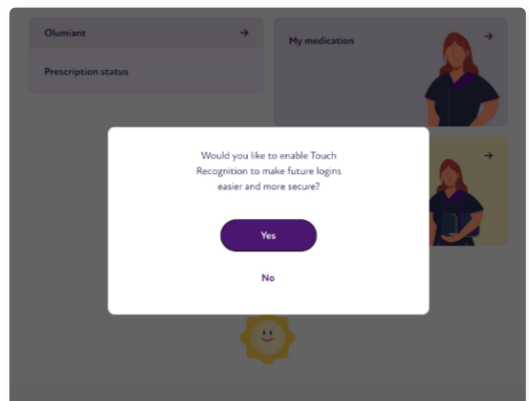 Olumiant
My medication
Prescription status
Would you like to enable Touch
Recognition to make future logins
easier and more secure?
Yes
No